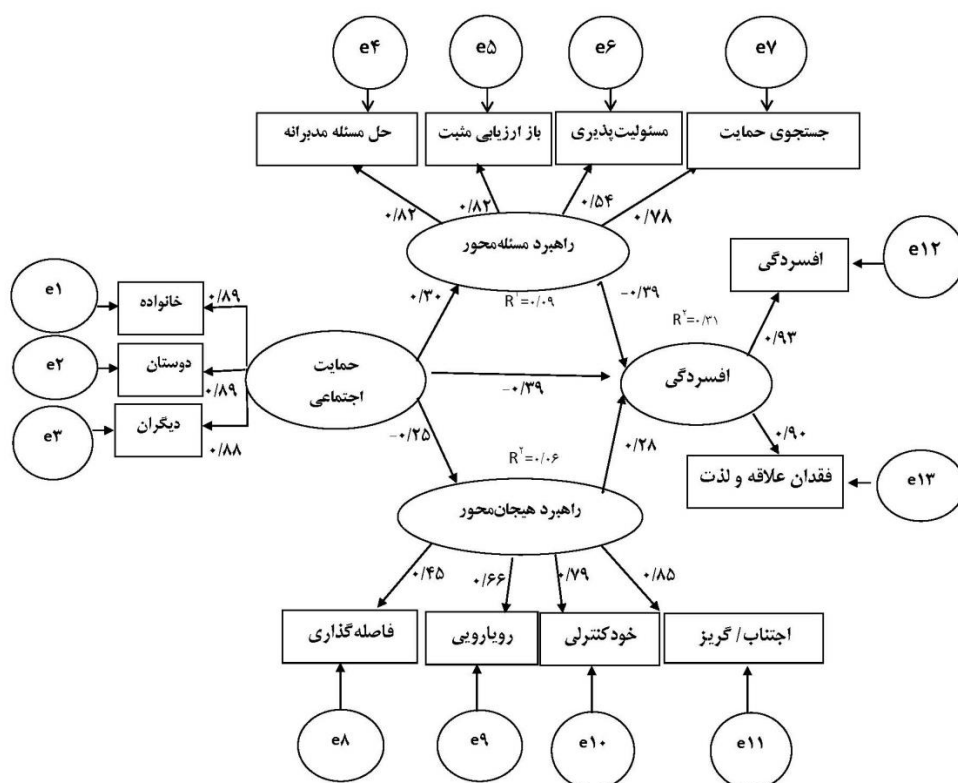 e۴
e۵
e۶
e۷
حل مسئله مدبرانه
باز ارزیابی مثبت
مسئولیت‌پذیری
جستجوی حمایت
۰/۸۲
۰/۸۲
۰/۵۴
۰/۷۸
راهبرد مسئله‌محور
R۲=۰/۰۹
e۱۲
افسردگی
e۱
خانواده
۰/۸۹
۰/۳۰
−۰/۳۹
R۲=۰/۳۱
۰/۹۳
e۲
دوستان
۰/۸۹
حمایت
اجتماعی
−۰/۳۹
افسردگی
e۳
دیگران
۰/۸۸
−۰/۲۵
۰/۲۸
۰/۹۰
R۲=۰/۰۶
فقدان علاقه و لذت
e۱۳
راهبرد هیجان‌محور
۰/۴۵
۰/۶۶
۰/۷۹
۰/۸۵
فاصله‌گذاری
رویارویی
خودکنترلی
اجتناب/ گریز
e۸
e۹
e۱۰
e۱۱